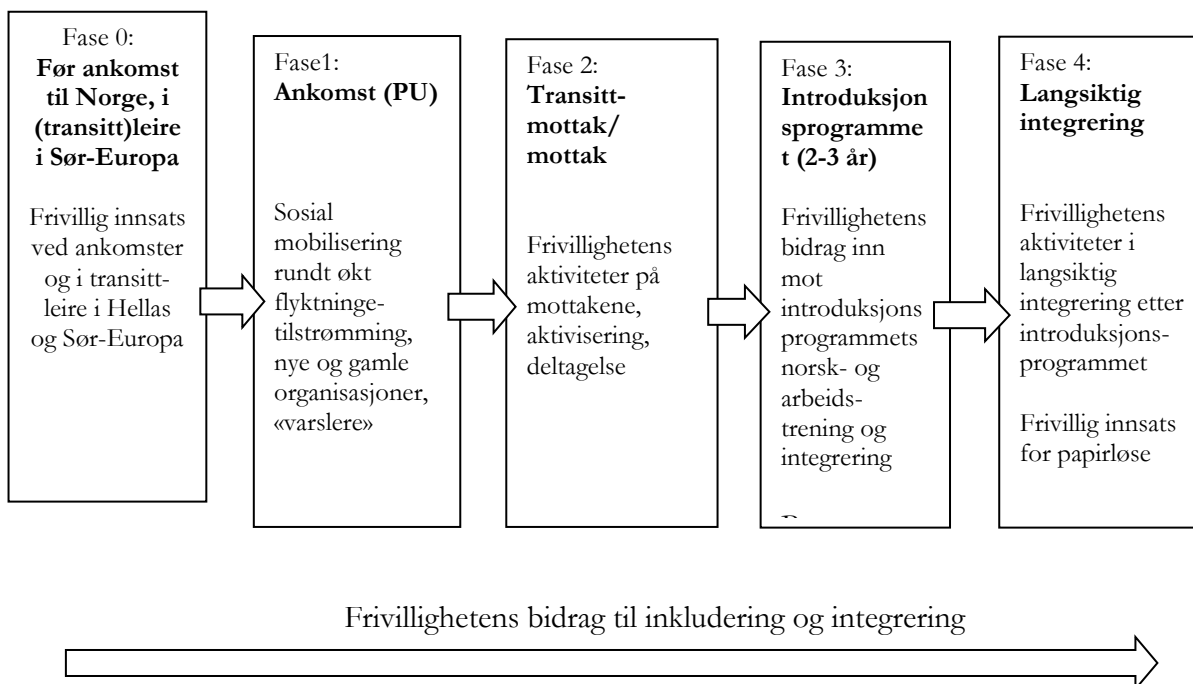 Fase 0:
Før ankomst
til Norge, i
(transitt)leire
i Sør-Europa
Frivillig innsats
ved ankomster
og i transitt-
leire i Hellas
og Sør-Europa
Fase1:
Ankomst (PU)
Sosial
mobilisering
rundt økt
flyktninge-
tilstrømming,
nye og gamle
organisasjoner,
«varslere»
Fase 2:
Transitt-
mottak/
mottak
Frivillighetens
aktiviteter på
mottakene,
aktivisering,
deltagelse
Fase 3:
Introduksjon
sprogramme
t (2-3 år)
Frivillighetens
bidrag inn
mot
introduksjons
programmets
norsk- og
arbeids-
trening og
integrering
Fase 4:
Langsiktig
integrering
Frivillighetens
aktiviteter i
langsiktig
integrering etter
introduksjons-
programmet
Frivillig innsats
for papirløse
Frivillighetens bidrag til inkludering og integrering